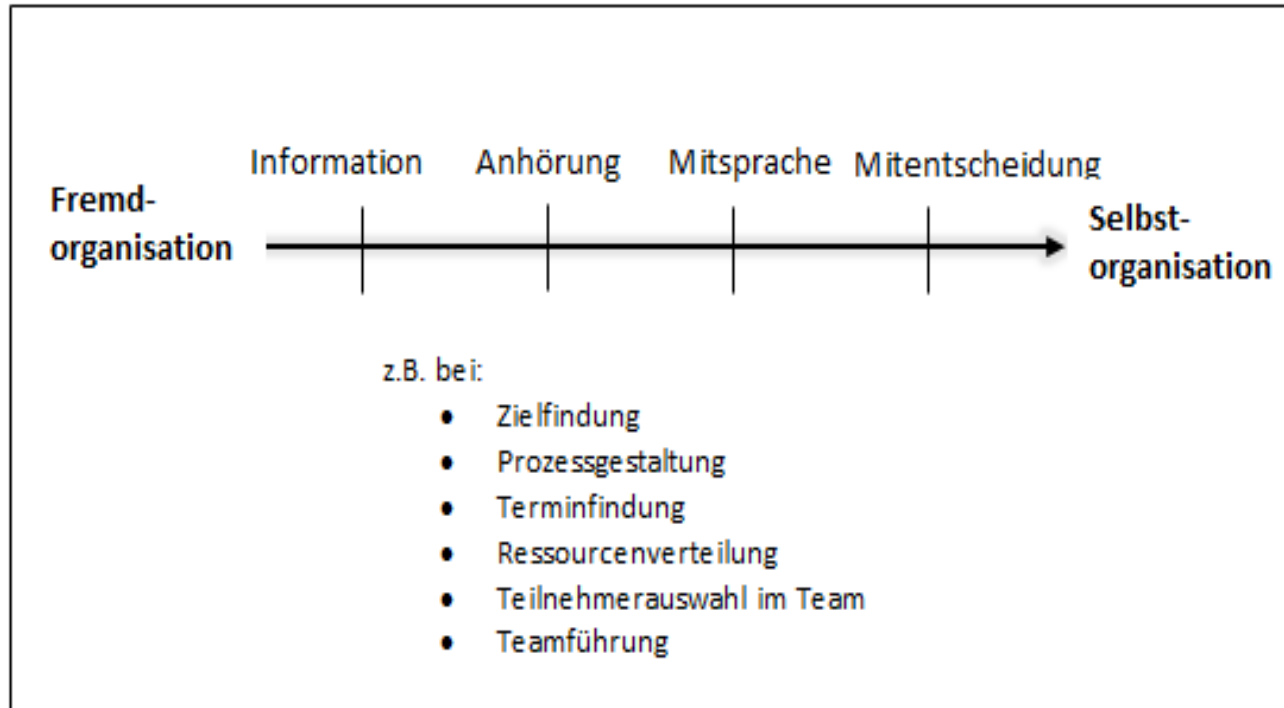 Information Anhörung Mitsprache Mitentscheidung
Fremd-
organisation
Selbst-
organisation
z.B. bei:
• Zielfindung
• Prozessgestaltung
• Terminfindung
• Ressourcenverteilung
• Teilnehmerauswahl im Team
• Teamführung